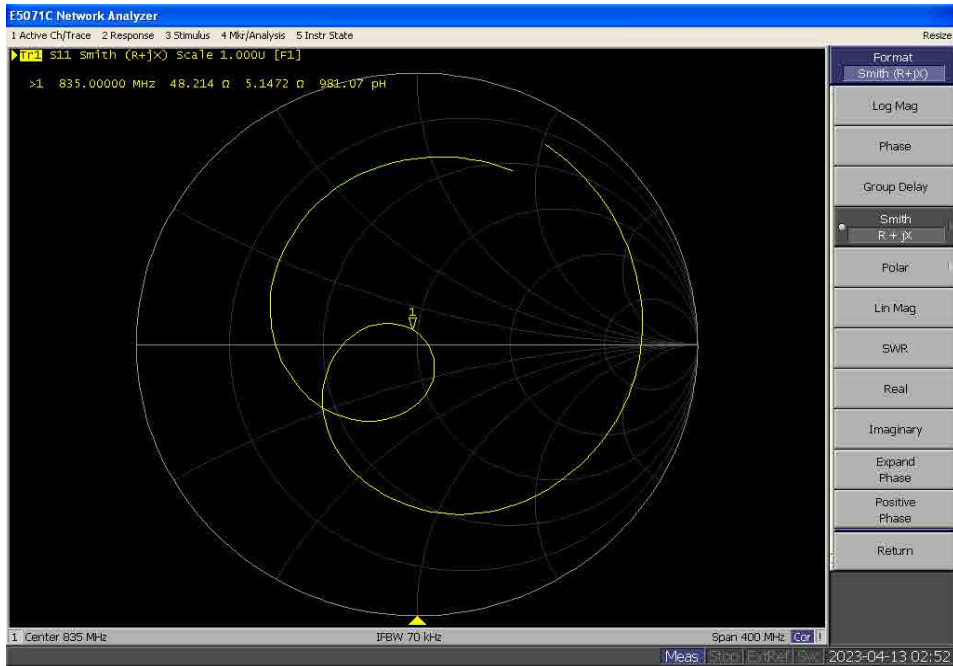 E5071C Network Analyzer
1 Active Ch/Trace 2 Response 3 Stimulus 4 Mkr/Analysis 5 Instr State
Resize
Tr1 S11 Smith (R+jX) Scale 1.000U [F1]
>1 835.00000 MHz 48.214 Ω 5.1472 Ω 981.07 pH
1
Format
Smith (R+jX)
Log Mag
Phase
Group Delay
Smith
R + jX
Polar
Lin Mag
SWR
Real
Imaginary
Expand
Phase
Positive
Phase
Return
1 Center 835 MHz
IFBW 70 kHz
Span 400 MHz Cor !
Meas Stop ExtRef Svc 2023-04-13 02:52